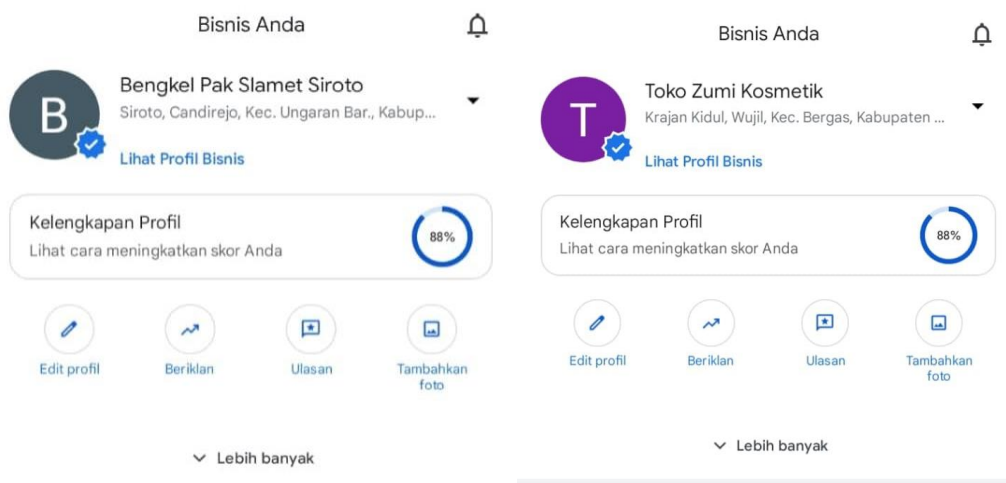 Bisnis Anda
B
Bengkel Pak Slamet Siroto
Siroto, Candirejo, Kec. Ungaran Bar., Kabup...
Lihat Profil Bisnis
Kelengkapan Profil
Lihat cara meningkatkan skor Anda
88%
Edit profil
Beriklan
Ulasan
Tambahkan
foto
Lebih banyak
Bisnis Anda
T
Toko Zumi Kosmetik
Krajan Kidul, Wujil, Kec. Bergas, Kabupaten ...
Lihat Profil Bisnis
Kelengkapan Profil
Lihat cara meningkatkan skor Anda
88%
Edit profil
Beriklan
Ulasan
Tambahkan
foto
Lebih banyak